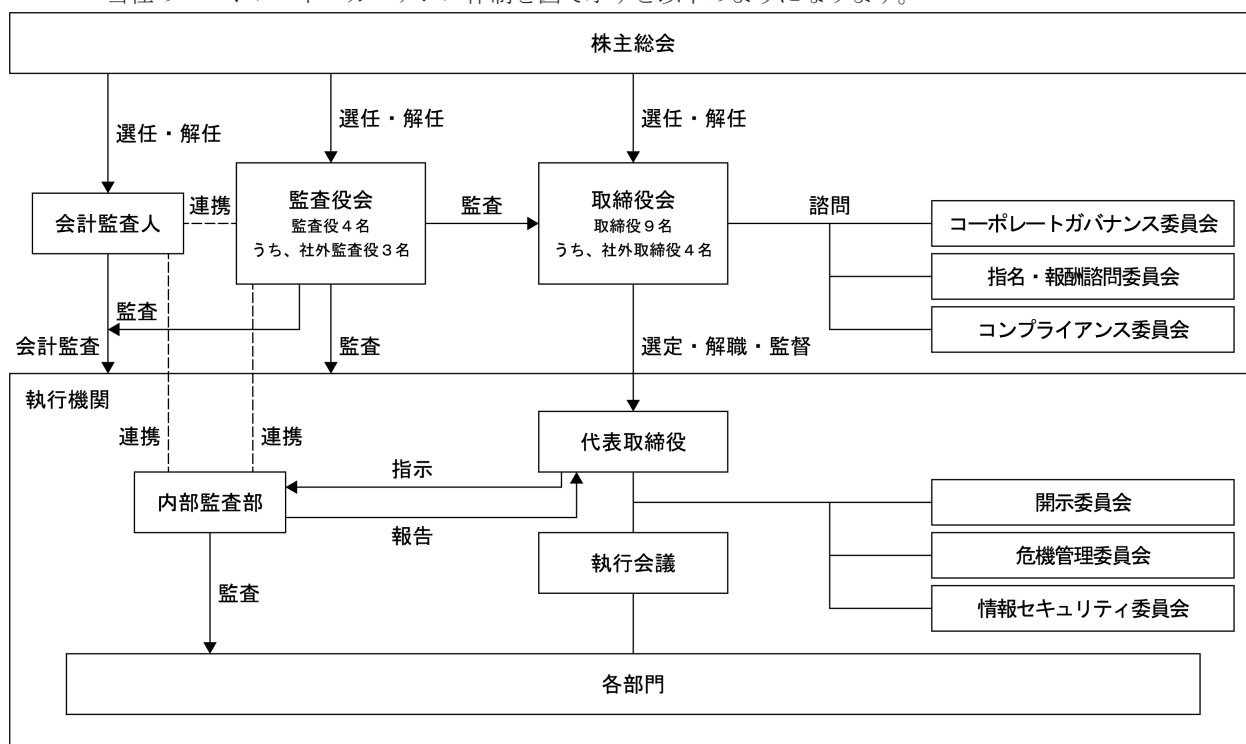 株主総会
選任・解任
選任・解任
選任・解任
会計監査人
連携
監査役会
監査役4名
うち、社外監査役3名
監査
取締役会
取締役9名
うち、社外取締役4名
諮問
コーポレートガバナンス委員会
指名・報酬諮問委員会
コンプライアンス委員会
監査
会計監査
監査
選定・解職・監督
執行機関
連携
連携
代表取締役
指示
内部監査部
報告
執行会議
開示委員会
危機管理委員会
情報セキュリティ委員会
監査
各部門